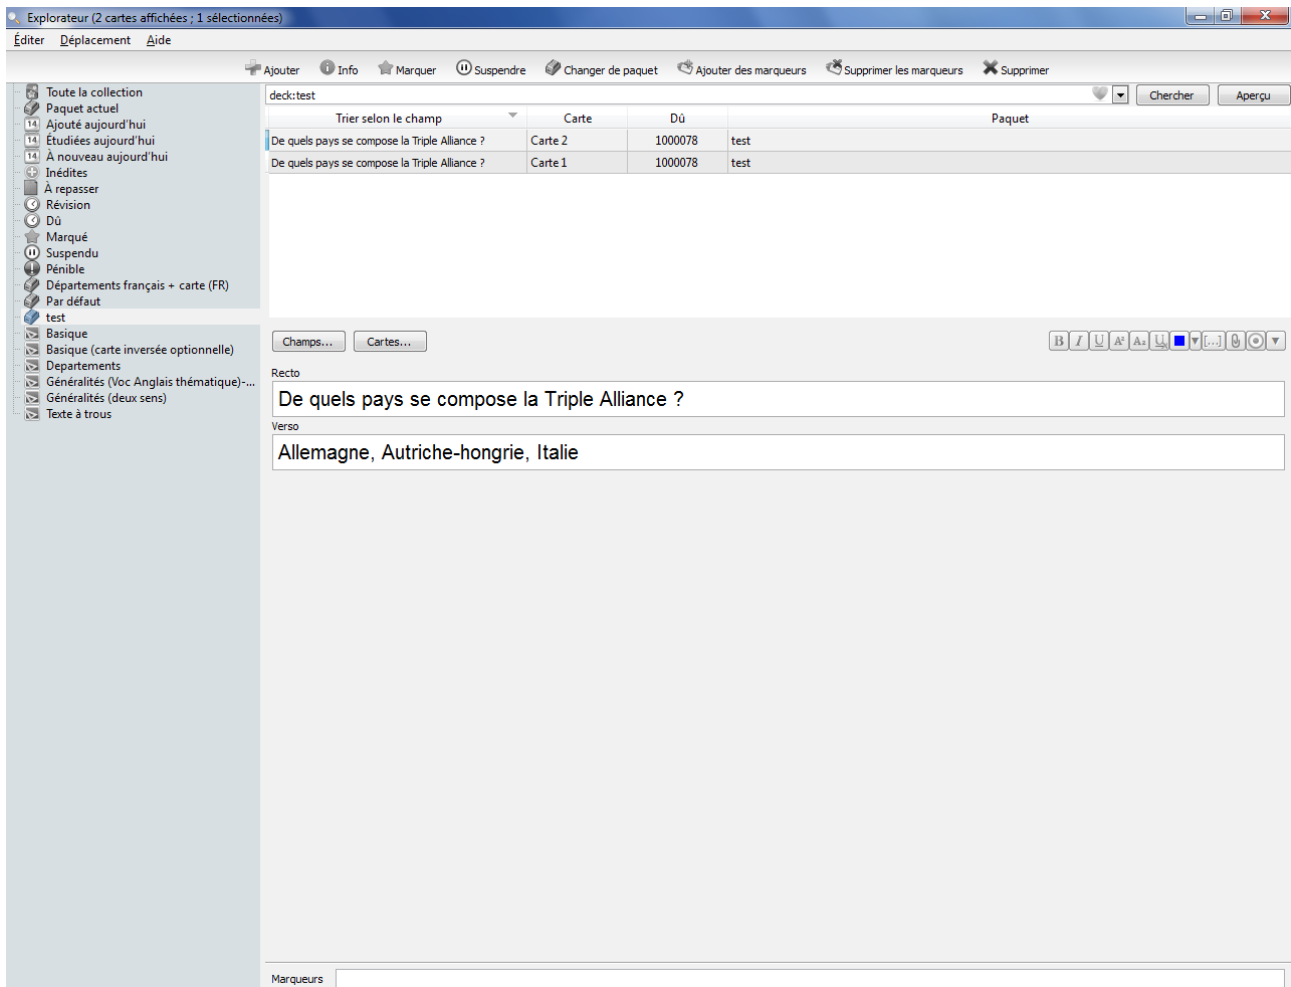 Explorateur (2 cartes affichées ; 1 sélectionnées)
Éditer Déplacement Aide
Ajouter Info Marquer Suspendre Changer de paquet Ajouter des marqueurs Supprimer les marqueurs Supprimer
Toute la collection
Paquet actuel
Ajouté aujourd'hui
Étudiées aujourd'hui
À nouveau aujourd'hui
Inédites
À repasser
Révision
Dû
Marqué
Suspendu
Pénible
Départements français + carte (FR)
Par défaut
test
Basique
Basique (carte inversée optionnelle)
Departements
Généralités (Voc Anglais thématique)-...
Généralités (deux sens)
Texte à trous
deck:test Chercher Aperçu
Trier selon le champ Carte Dû Paquet
De quels pays se compose la Triple Alliance ? Carte 2 1000078 test
De quels pays se compose la Triple Alliance ? Carte 1 1000078 test
Champs... Cartes... B I U A² A₂ U [...]
Recto
De quels pays se compose la Triple Alliance ?
Verso
Allemagne, Autriche-hongrie, Italie
Marqueurs